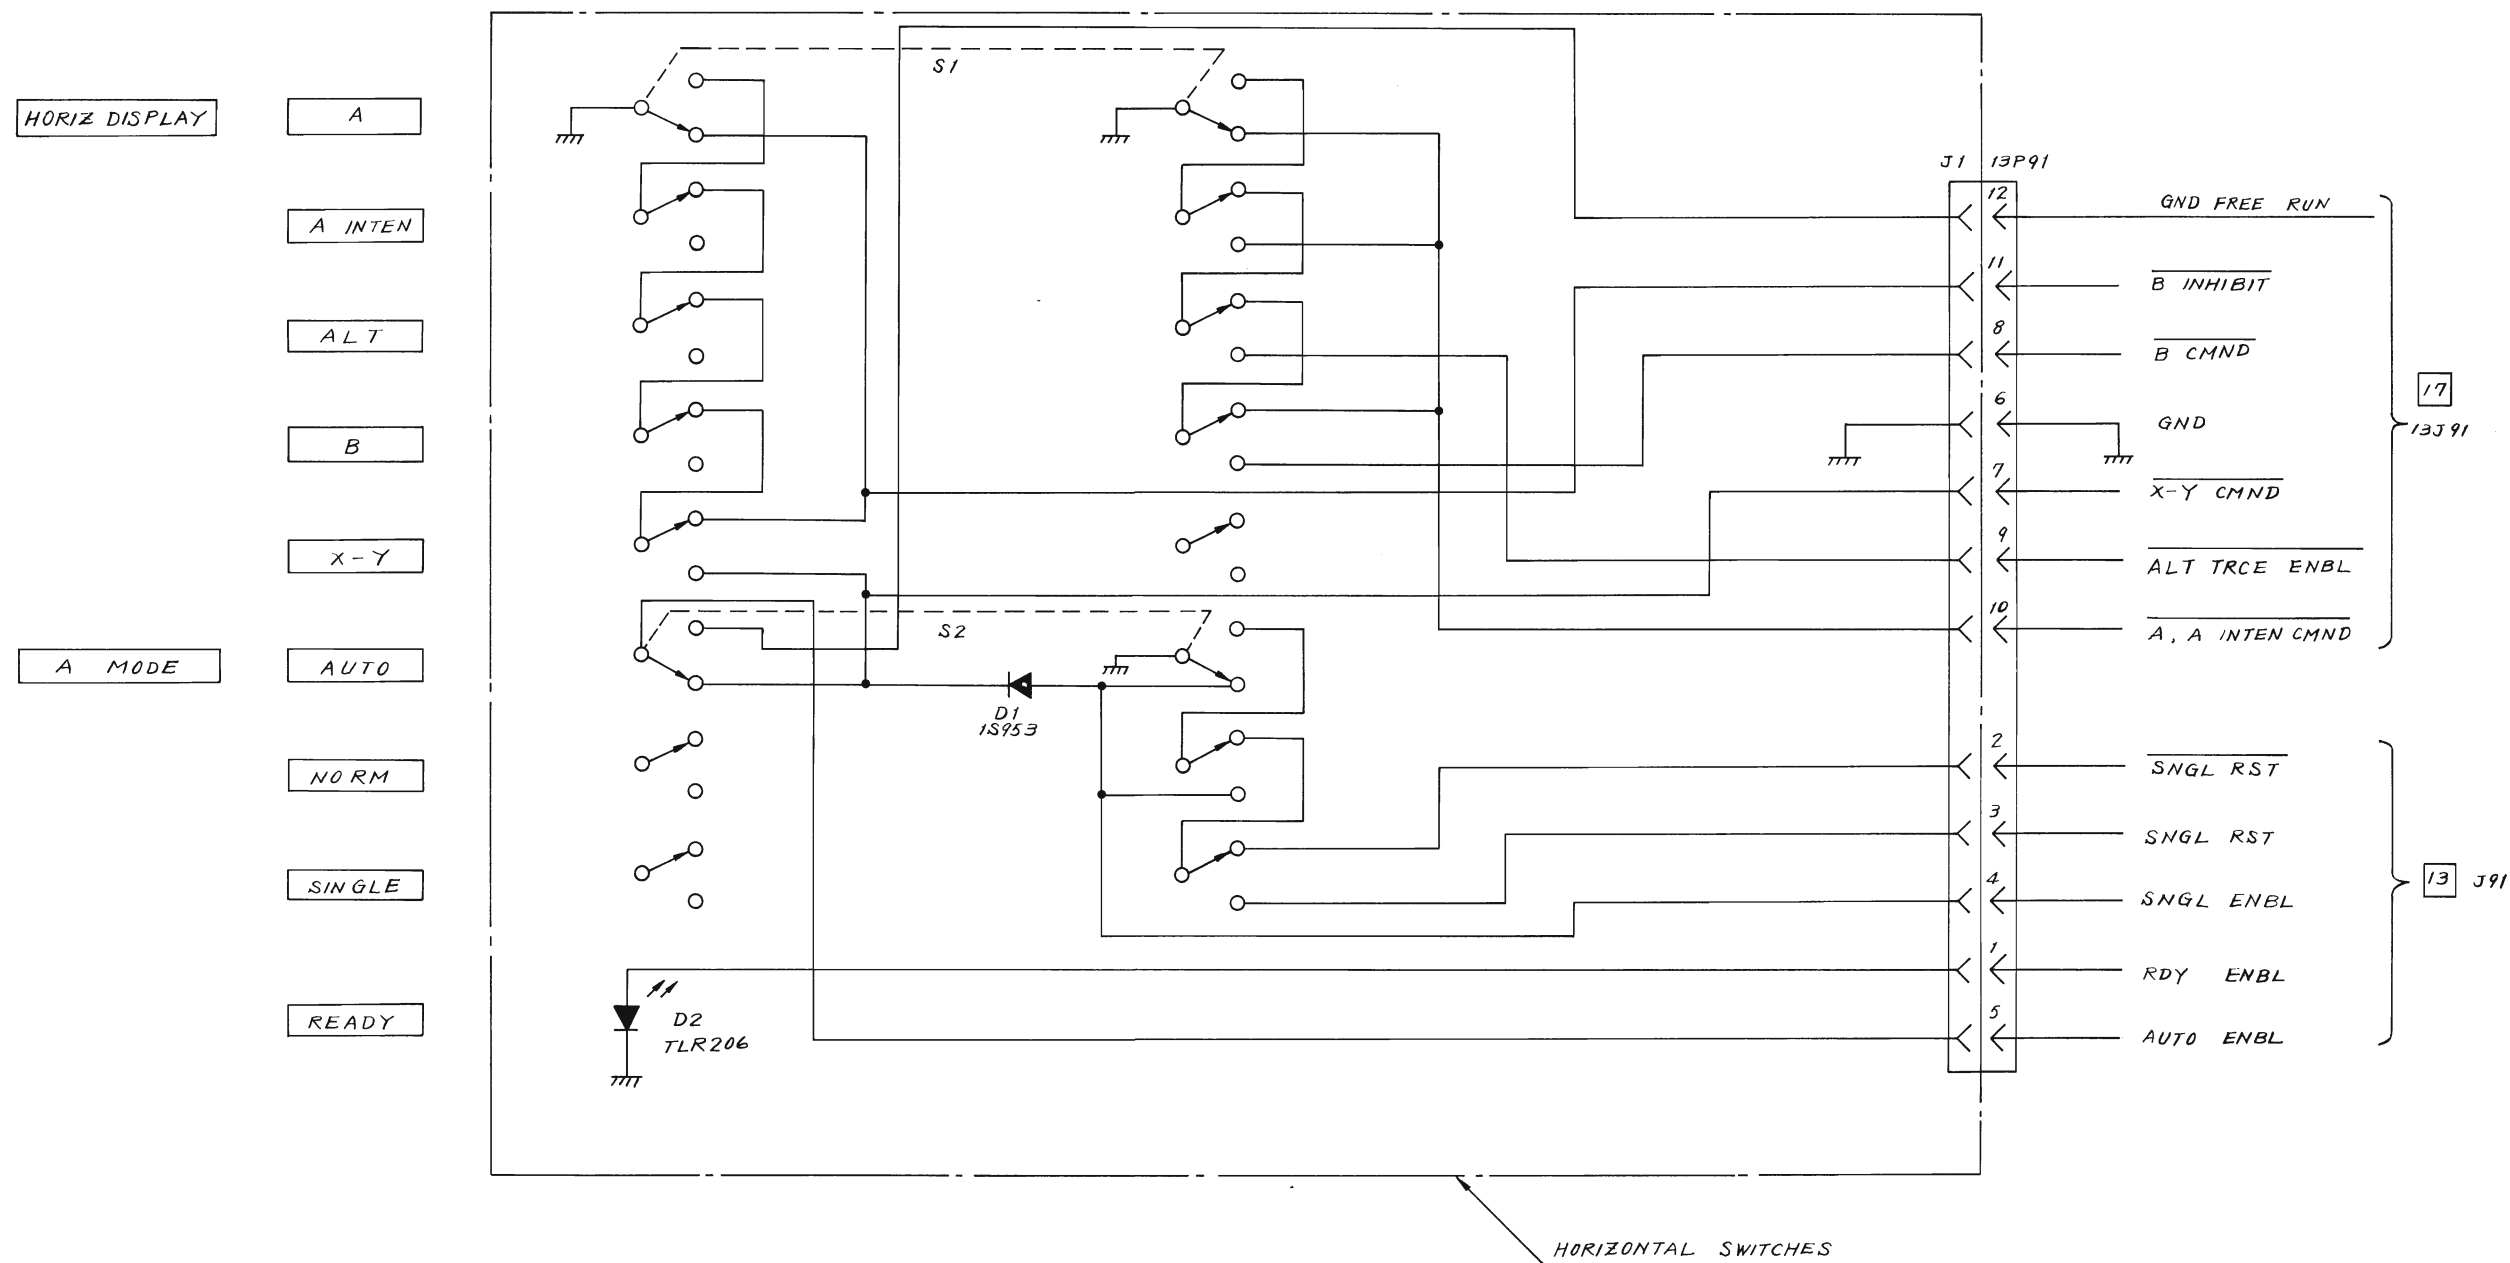 S1
HORIZ DISPLAY A
J1 13P91
12 GND FREE RUN
A INTEN
11 B INHIBIT
8 B CMND
ALT
17
6 GND
13J91
B
7 X-Y CMND
9 ALT TRCE ENBL
X-Y
10 A, A INTEN CMND
S2
A MODE AUTO
D1
1S953
2 SNGL RST
NORM
3 SNGL RST
4 SNGL ENBL
13 J91
SINGLE
1 RDY ENBL
5 AUTO ENBL
READY
D2
TLR206
HORIZONTAL SWITCHES